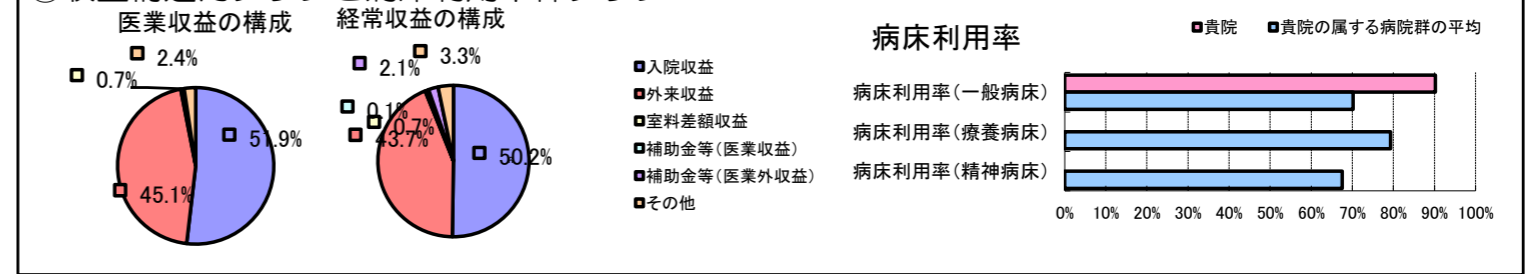 医業収益の構成
2.4%
0.7%
51.9%
45.1%
経常収益の構成
3.3%
2.1%
0.1%
0.7%
43.7%
50.2%
入院収益
外来収益
室料差額収益
補助金等(医業収益)
補助金等(医業外収益)
その他
病床利用率
貴院 貴院の属する病院群の平均
病床利用率(一般病床)
病床利用率(療養病床)
病床利用率(精神病床)
0% 10% 20% 30% 40% 50% 60% 70% 80% 90% 100%